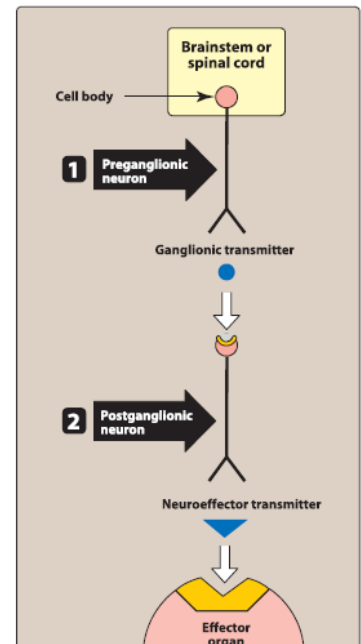 Brainstem or
spinal cord
Cell body
1 Preganglionic
neuron
Ganglionic transmitter
2 Postganglionic
neuron
Neuroeffector transmitter
Effector
organ